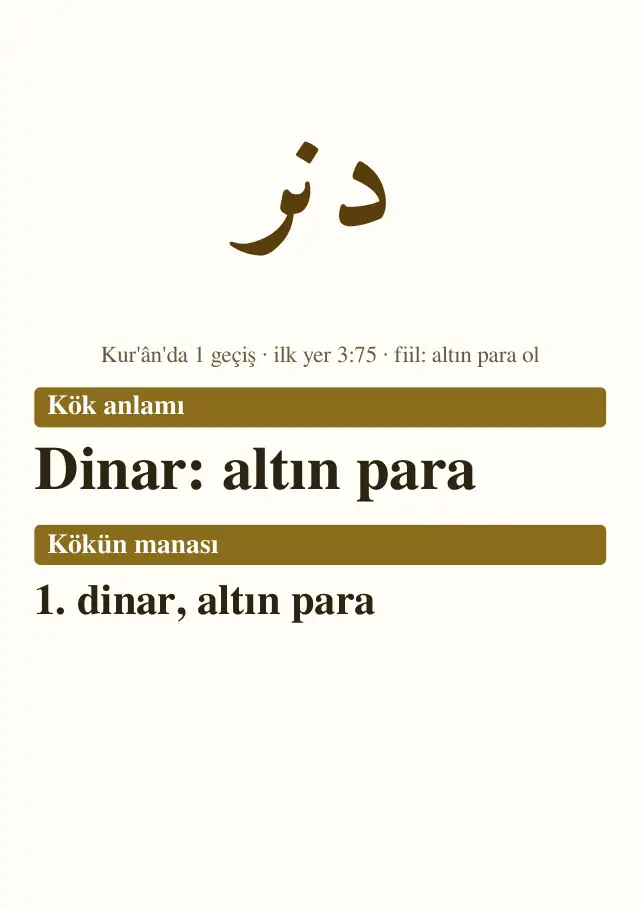 د نر
Kur'ân'da 1 geçiş · ilk yer 3:75 · fiil: altın para ol
Kök anlamı
Dinar: altın para
Kökün manası
1. dinar, altın para